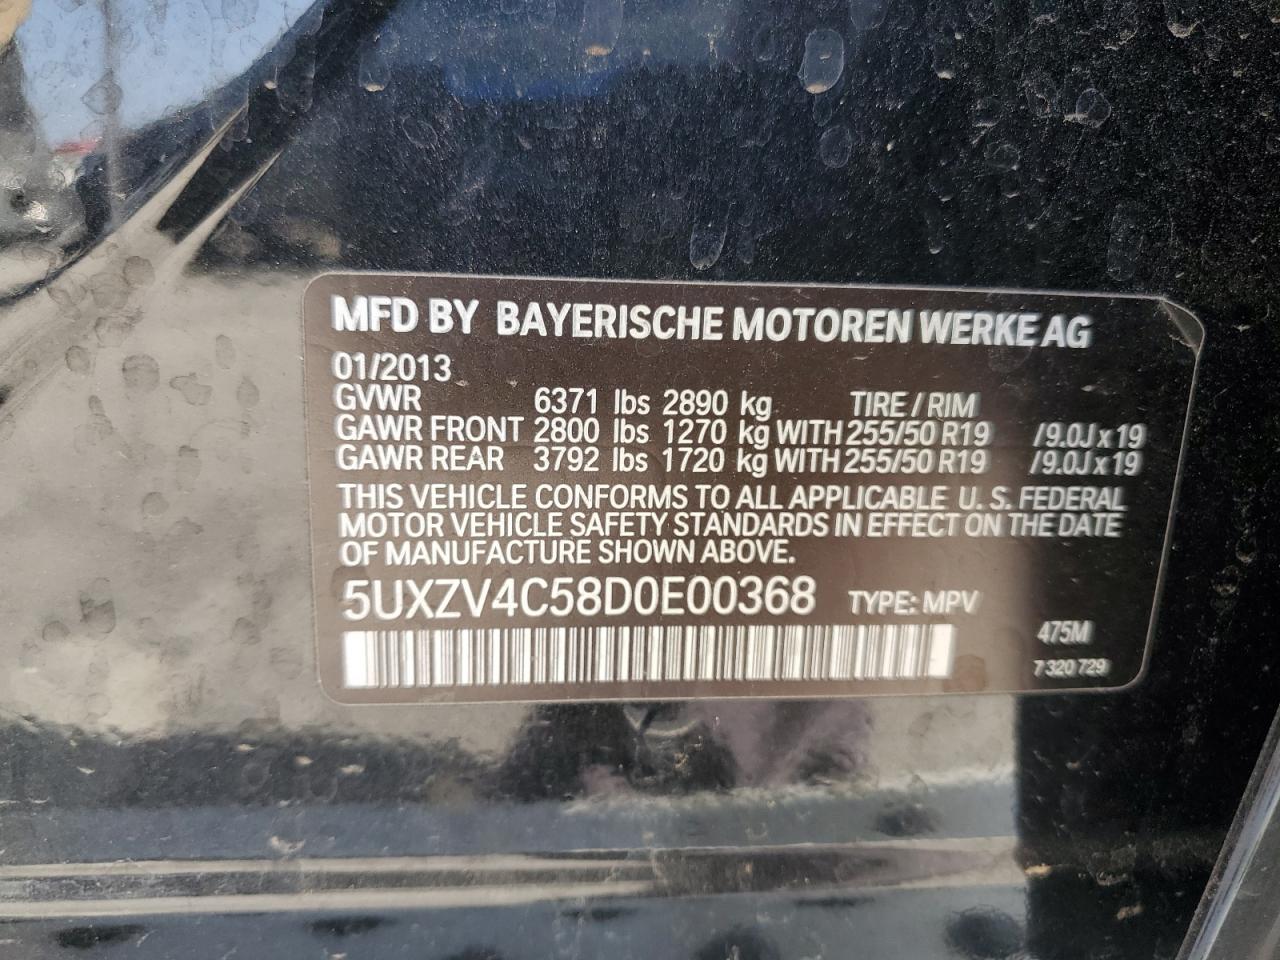 MFD BY BAYERISCHE MOTOREN WERKE AG
01/2013
GVWR 6371 lbs 2890 kg TIRE / RIM
GAWR FRONT 2800 lbs 1270 kg WITH 255/50 R19 /9.0J x 19
GAWR REAR 3792 lbs 1720 kg WITH 255/50 R19 /9.0J x 19
THIS VEHICLE CONFORMS TO ALL APPLICABLE U.S. FEDERAL
MOTOR VEHICLE SAFETY STANDARDS IN EFFECT ON THE DATE
OF MANUFACTURE SHOWN ABOVE.
5UXZV4C58D0E00368 TYPE: MPV
475M
7 320 729